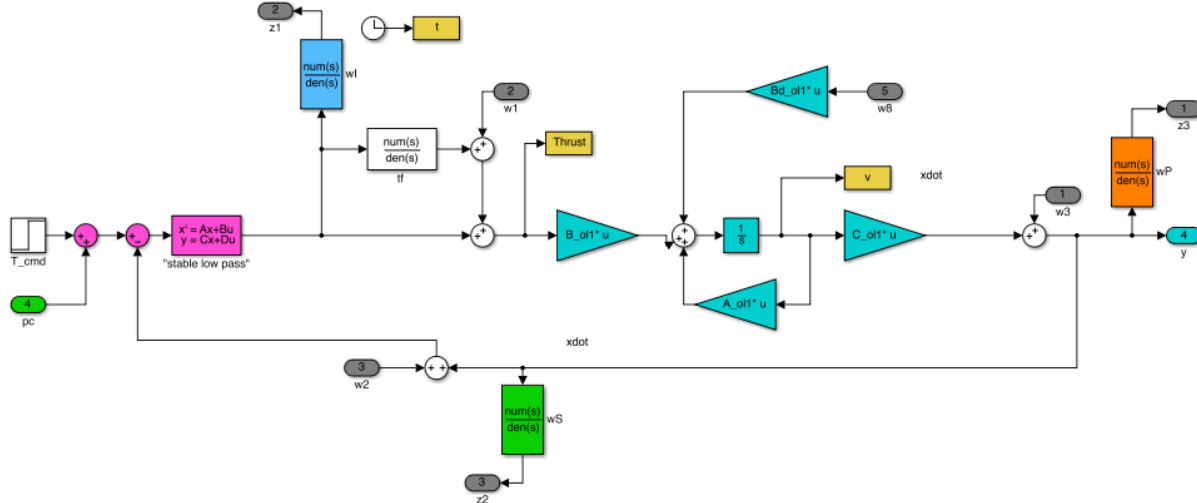 2
z1
t
num(s)
den(s)
wI
2
w1
Bd_ol1* u
5
w8
1
z3
num(s)
den(s)
tf
Thrust
v
xdot
num(s)
den(s)
wP
1
w3
T_cmd
x' = Ax+Bu
y = Cx+Du
"stable low pass"
B_ol1* u
1
s
C_ol1* u
4
y
A_ol1* u
4
pc
xdot
3
w2
num(s)
den(s)
wS
3
z2